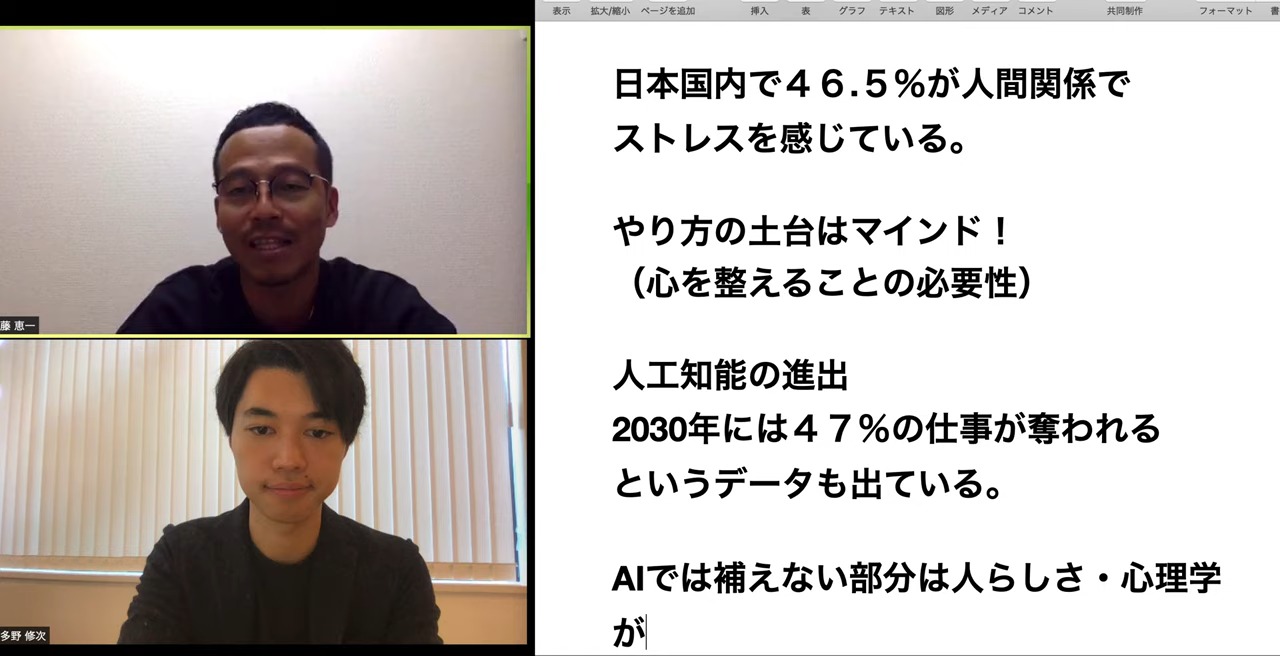 表示 拡大/縮小 ページを追加 挿入 表 グラフ テキスト 図形 メディア コメント 共同制作 フォーマット 書
日本国内で４６.５％が人間関係で
ストレスを感じている。
やり方の土台はマインド！
（心を整えることの必要性）
人工知能の進出
2030年には４７％の仕事が奪われる
というデータも出ている。
AIでは補えない部分は人らしさ・心理学
が
藤 恵一
多野 修次